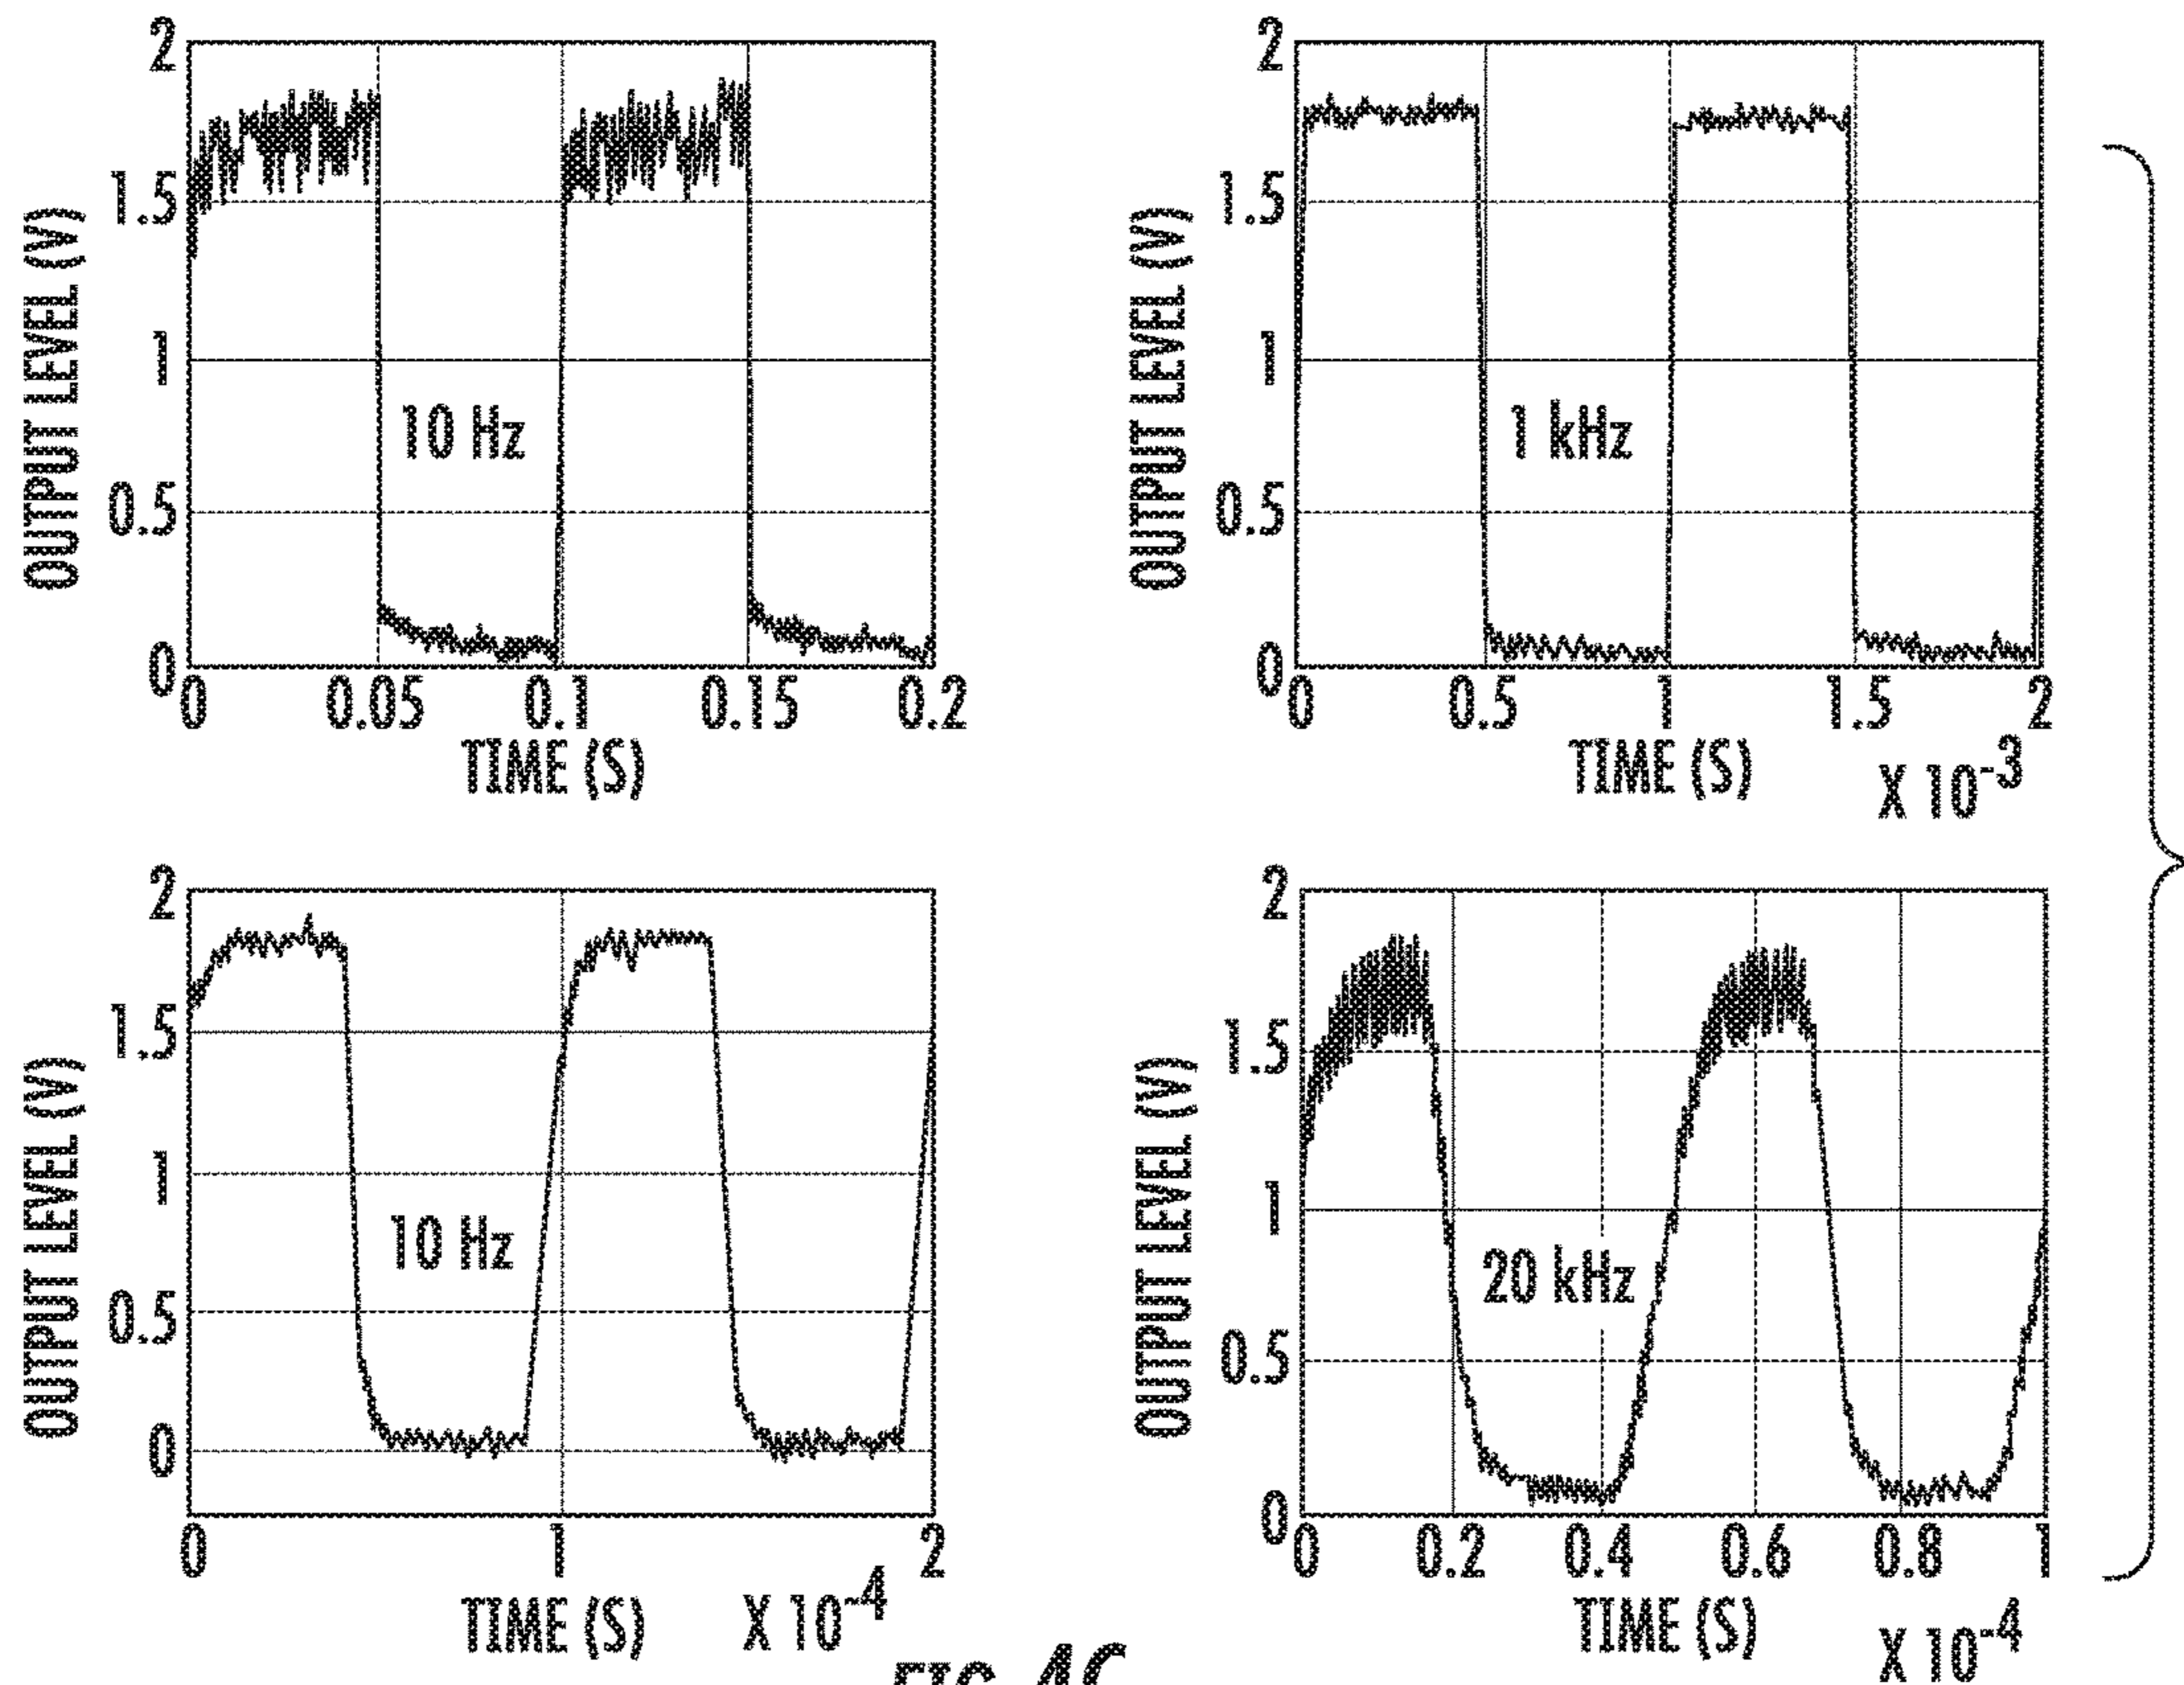 OUTPUT LEVEL (V)
2
1.5
1
0.5
0
10 Hz
0 0.05 0.1 0.15 0.2
TIME (S)
OUTPUT LEVEL (V)
2
1.5
1
0.5
0
1 kHz
0 0.5 1 1.5 2
TIME (S) X 10⁻³
OUTPUT LEVEL (V)
2
1.5
1
0.5
0
10 Hz
0 1 2
TIME (S) X 10⁻⁴
OUTPUT LEVEL (V)
2
1.5
1
0.5
0
20 kHz
0 0.2 0.4 0.6 0.8 1
TIME (S) X 10⁻⁴
FIG. 4C